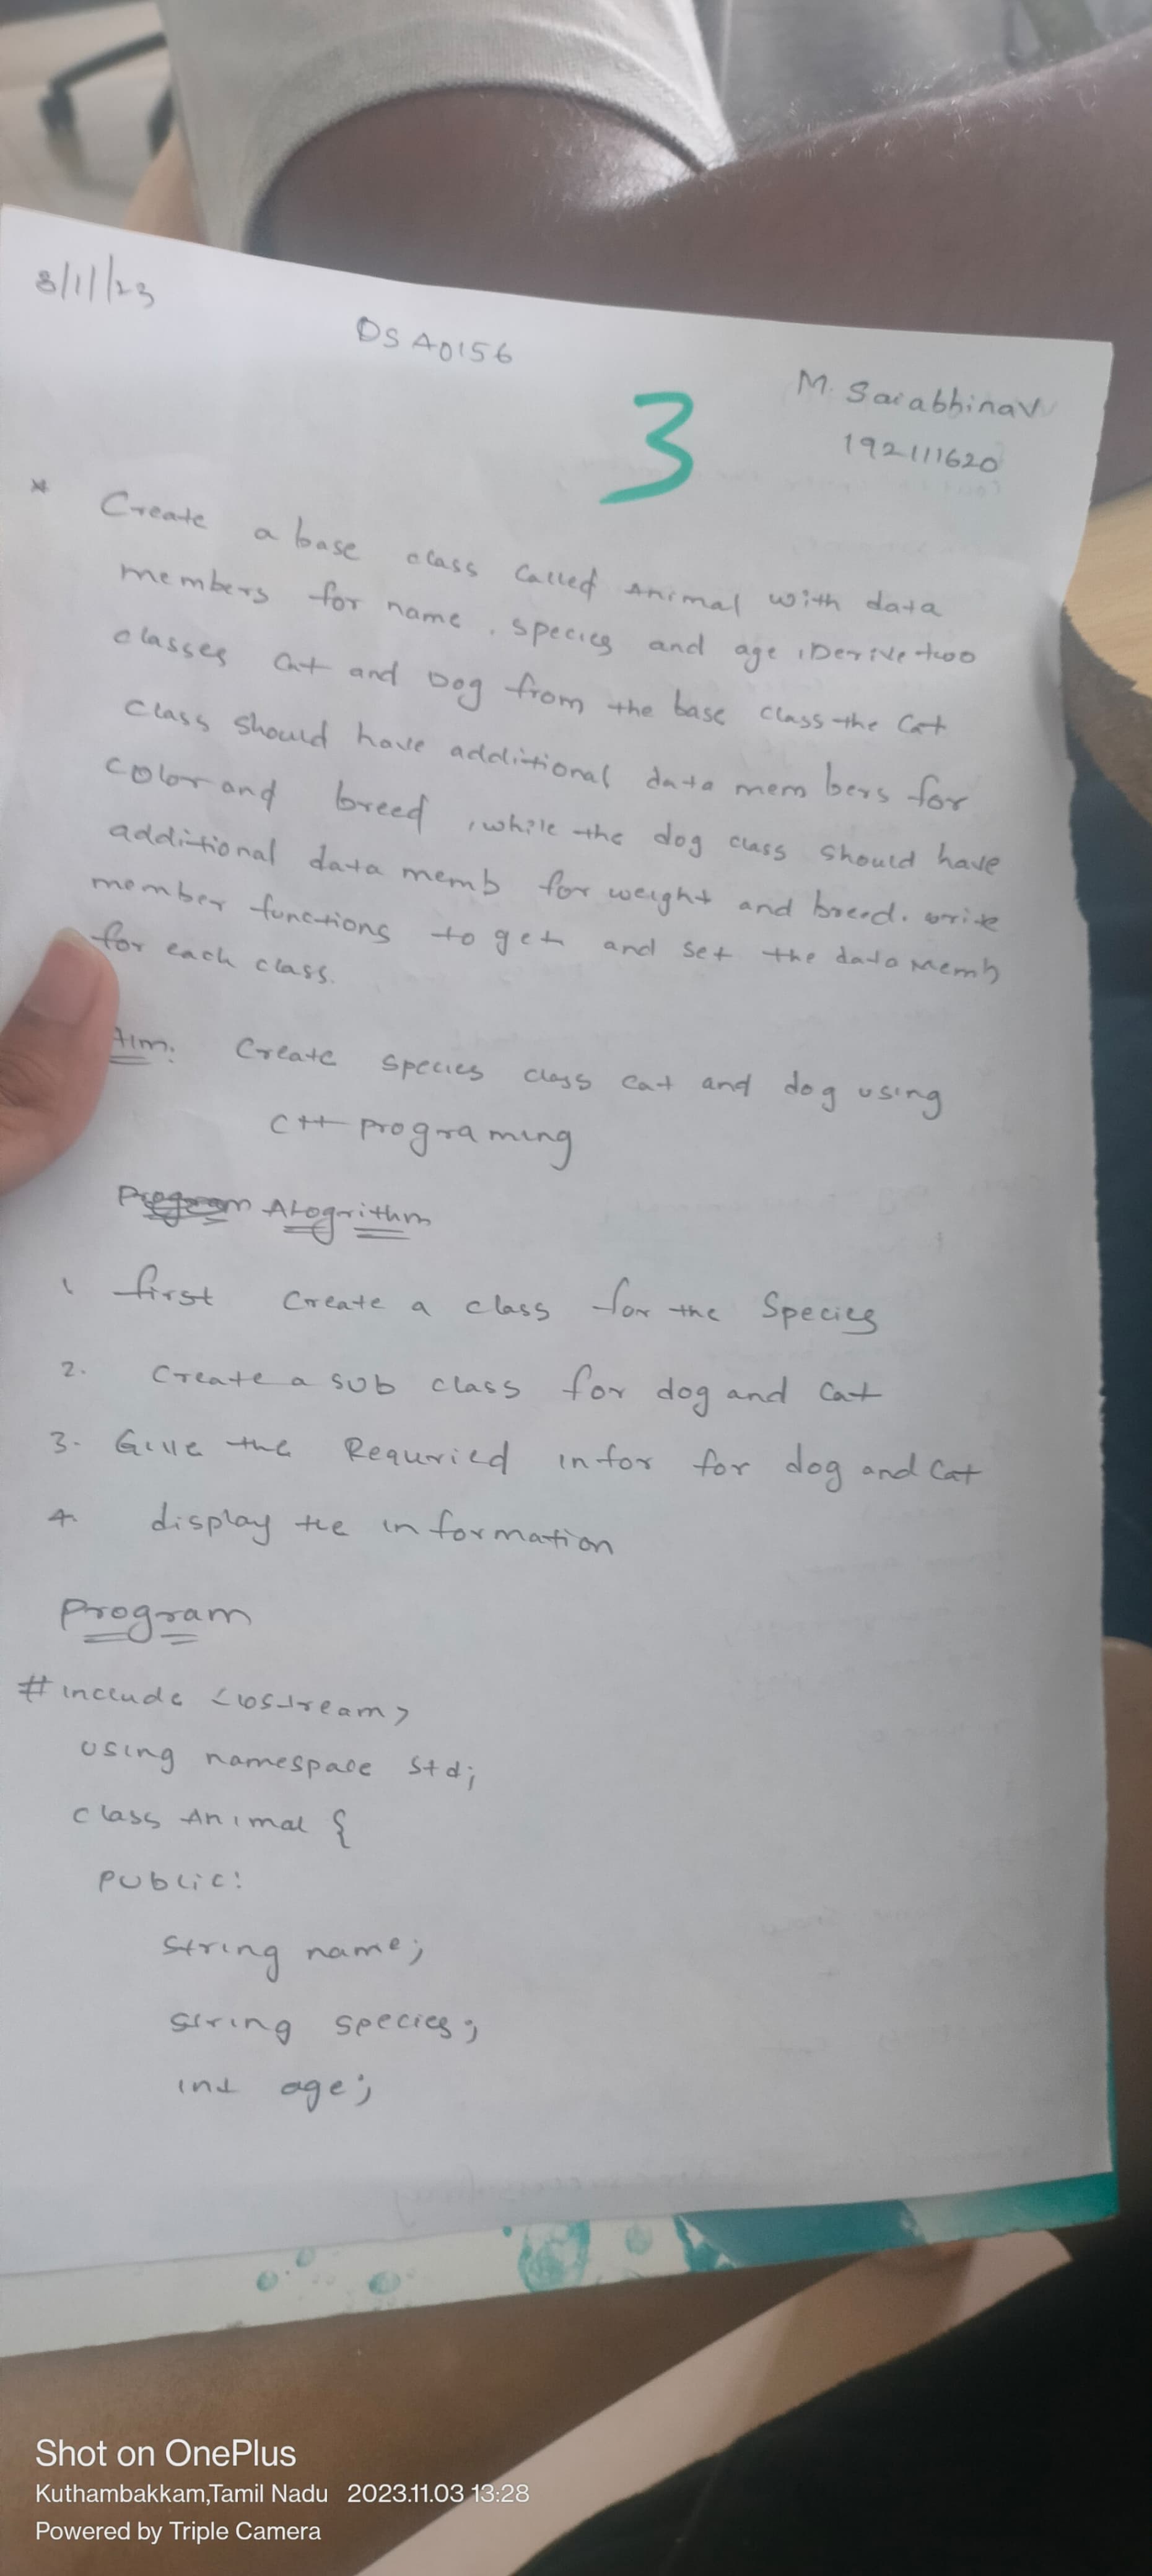 3/11/23
DSA0156
M. Saiabhinav
192111620
3
* Create a base class called Animal with data
members for name, species and age, Derive two
classes Cat and Dog from the base class the Cat
class should have additional data members for
color and breed, while the dog class should have
additional data memb for weight and breed. write
member functions to get and set the data memb
for each class.
Aim: Create species class cat and dog using
C++ programing
Program Alogrithm
1. first create a class for the species
2. Create a sub class for dog and cat
3. Give the Requried infor for dog and cat
4. display the information
Program
#include <iostream>
using namespace std;
class Animal {
public:
string name;
string species;
int age;
Shot on OnePlus
Kuthambakkam,Tamil Nadu 2023.11.03 13:28
Powered by Triple Camera